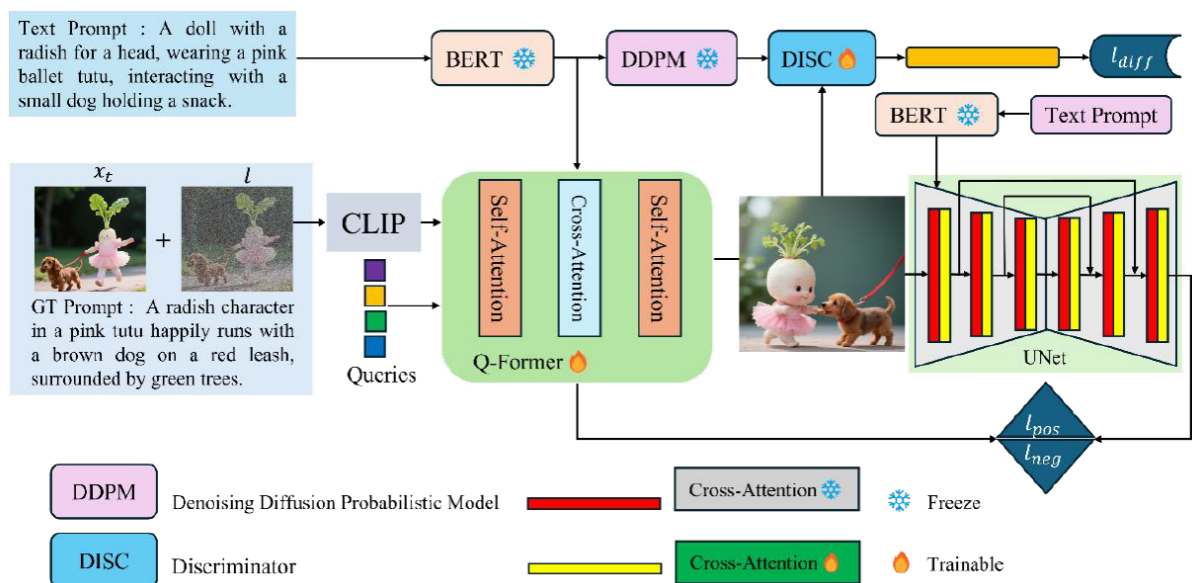 Text Prompt : A doll with a
radish for a head, wearing a pink
ballet tutu, interacting with a
small dog holding a snack.
BERT
DDPM
DISC
l_diff
BERT
Text Prompt
x_t
l
+
GT Prompt : A radish character
in a pink tutu happily runs with
a brown dog on a red leash,
surrounded by green trees.
CLIP
Queries
Self-Attention
Cross-Attention
Self-Attention
Q-Former
UNet
l_pos
l_neg
DDPM
Denoising Diffusion Probabilistic Model
Cross-Attention
Freeze
DISC
Discriminator
Cross-Attention
Trainable